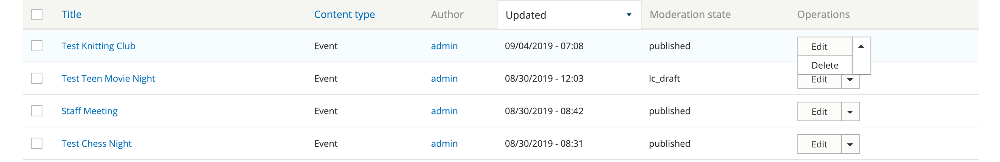 Title Content type Author Updated Moderation state Operations
Test Knitting Club Event admin 09/04/2019 - 07:08 published Edit
Delete
Test Teen Movie Night Event admin 08/30/2019 - 12:03 lc_draft Edit
Staff Meeting Event admin 08/30/2019 - 08:42 published Edit
Test Chess Night Event admin 08/30/2019 - 08:31 published Edit